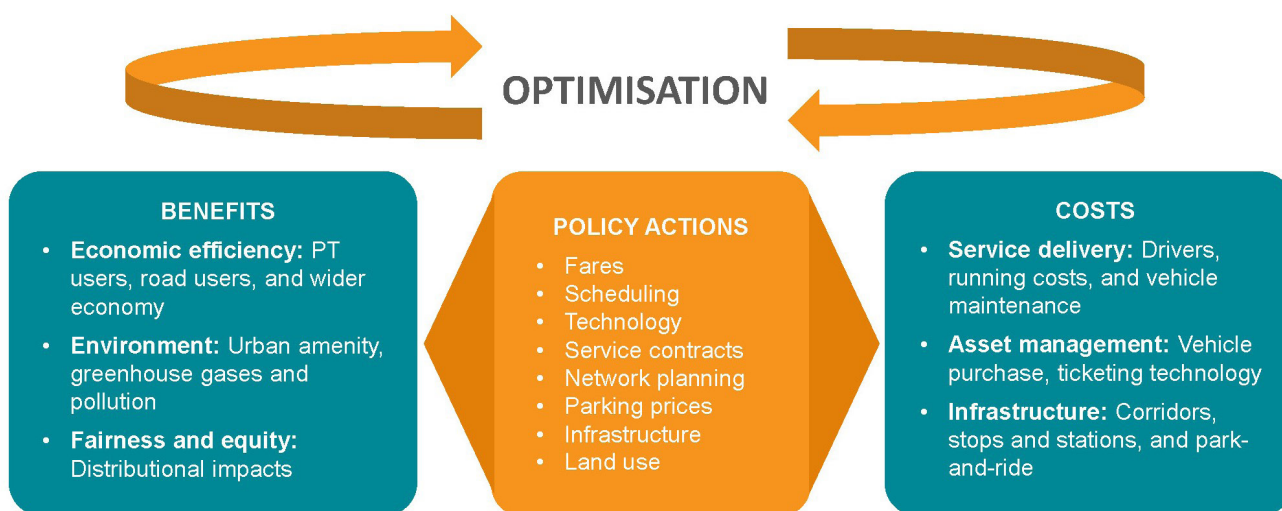 OPTIMISATION
BENEFITS
• Economic efficiency: PT
users, road users, and wider
economy
• Environment: Urban amenity,
greenhouse gases and
pollution
• Fairness and equity:
Distributional impacts
POLICY ACTIONS
• Fares
• Scheduling
• Technology
• Service contracts
• Network planning
• Parking prices
• Infrastructure
• Land use
COSTS
• Service delivery: Drivers,
running costs, and vehicle
maintenance
• Asset management: Vehicle
purchase, ticketing technology
• Infrastructure: Corridors,
stops and stations, and park-
and-ride